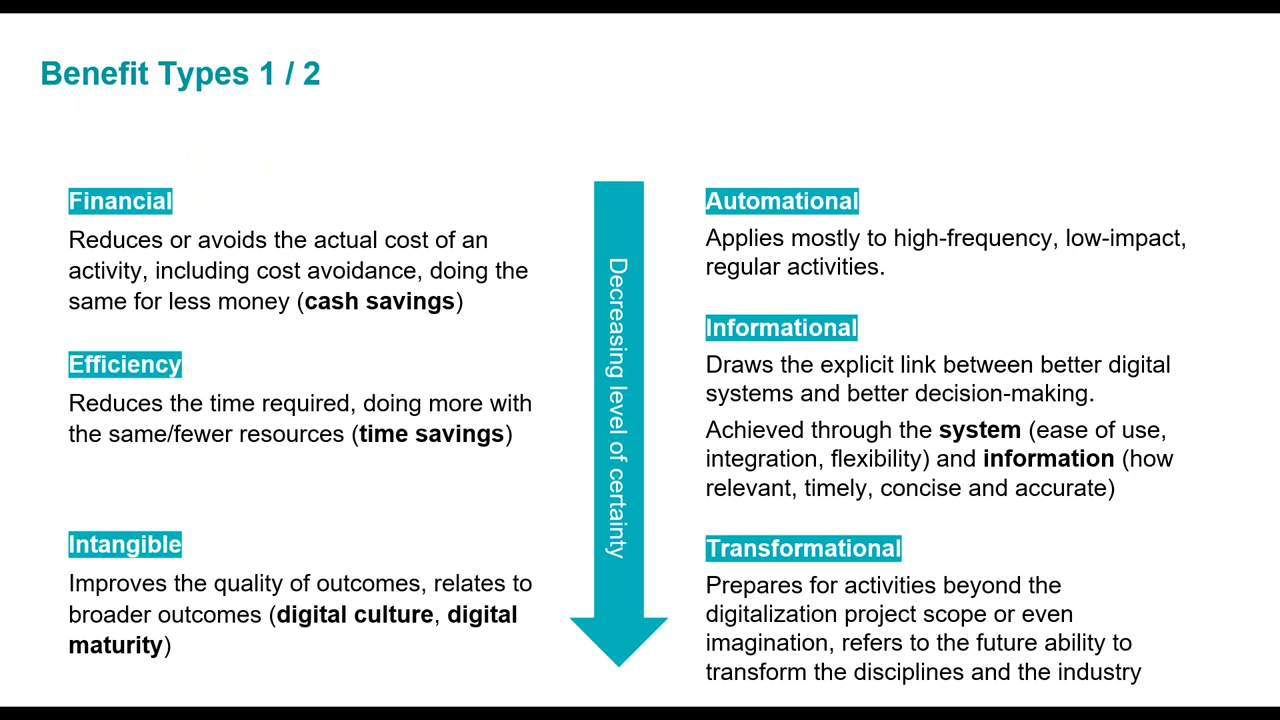 Benefit Types 1 / 2
Financial
Reduces or avoids the actual cost of an
activity, including cost avoidance, doing the
same for less money (cash savings)
Efficiency
Reduces the time required, doing more with
the same/fewer resources (time savings)
Intangible
Improves the quality of outcomes, relates to
broader outcomes (digital culture, digital
maturity)
Decreasing level of certainty
Automational
Applies mostly to high-frequency, low-impact,
regular activities.
Informational
Draws the explicit link between better digital
systems and better decision-making.
Achieved through the system (ease of use,
integration, flexibility) and information (how
relevant, timely, concise and accurate)
Transformational
Prepares for activities beyond the
digitalization project scope or even
imagination, refers to the future ability to
transform the disciplines and the industry